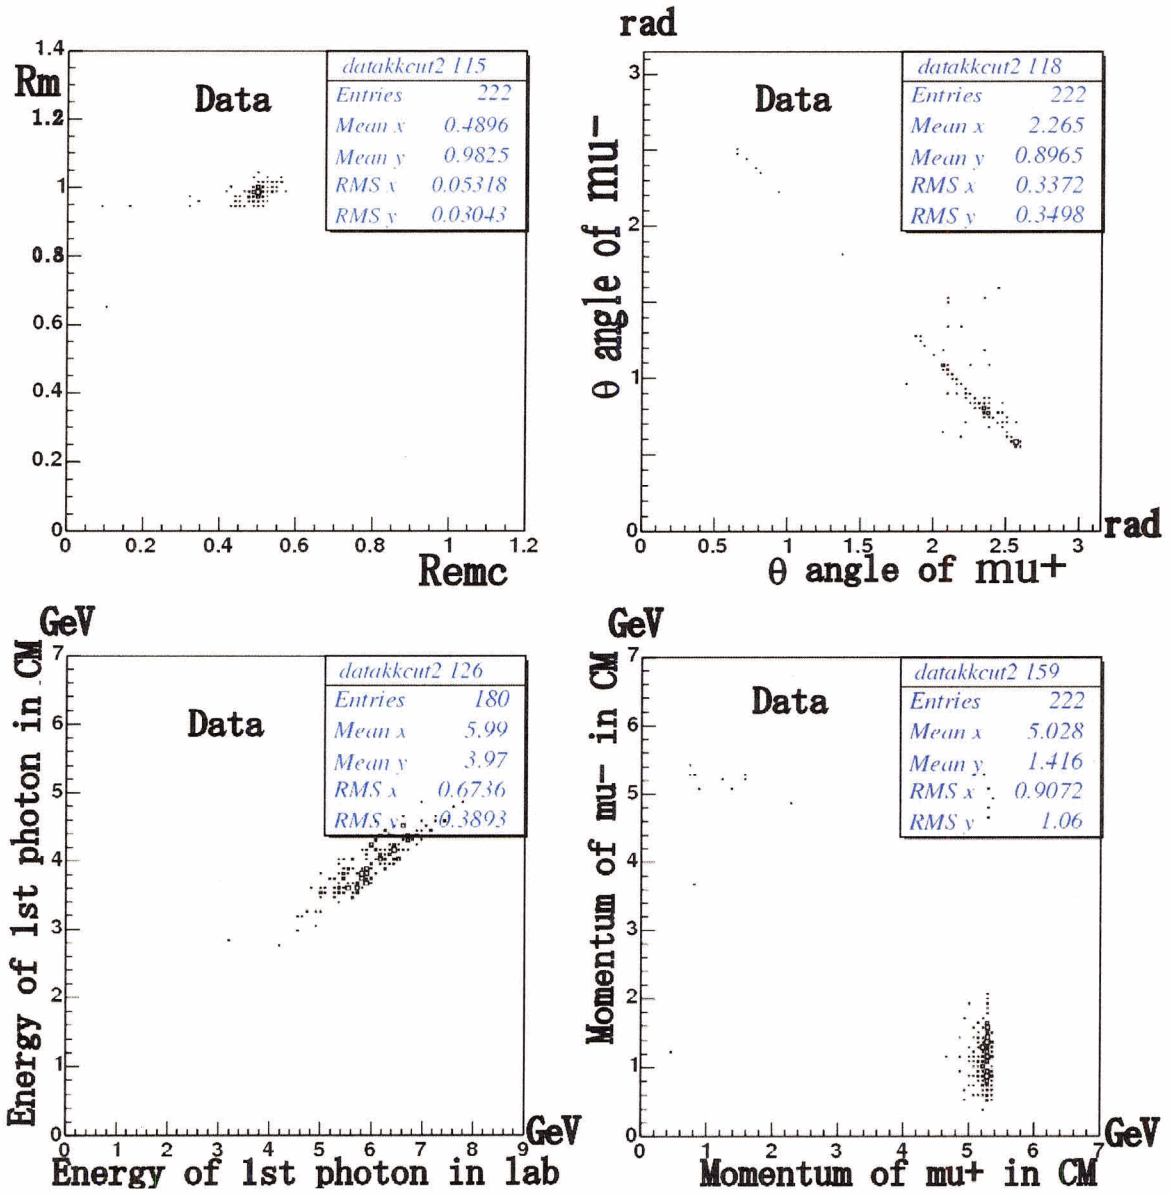 Rm
1.4
1.2
1
0.8
0.6
0.4
0.2
0
Data
datakkcut2 115
Entries 222
Mean x 0.4896
Mean y 0.9825
RMS x 0.05318
RMS y 0.03043
0 0.2 0.4 0.6 0.8 1 1.2
Remc
rad
θ angle of mu-
3
2
1
0
Data
datakkcut2 118
Entries 222
Mean x 2.265
Mean y 0.8965
RMS x 0.3372
RMS y 0.3498
0 0.5 1 1.5 2 2.5 3
rad
θ angle of mu+
GeV
Energy of 1st photon in CM
7
6
5
4
3
2
1
0
Data
datakkcut2 126
Entries 180
Mean x 5.99
Mean y 3.97
RMS x 0.6736
RMS y 0.3893
0 1 2 3 4 5 6 7 8 9
GeV
Energy of 1st photon in lab
GeV
Momentum of mu- in CM
7
6
5
4
3
2
1
0
Data
datakkcut2 159
Entries 222
Mean x 5.028
Mean y 1.416
RMS x 0.9072
RMS y 1.06
0 1 2 3 4 5 6 7
GeV
Momentum of mu+ in CM